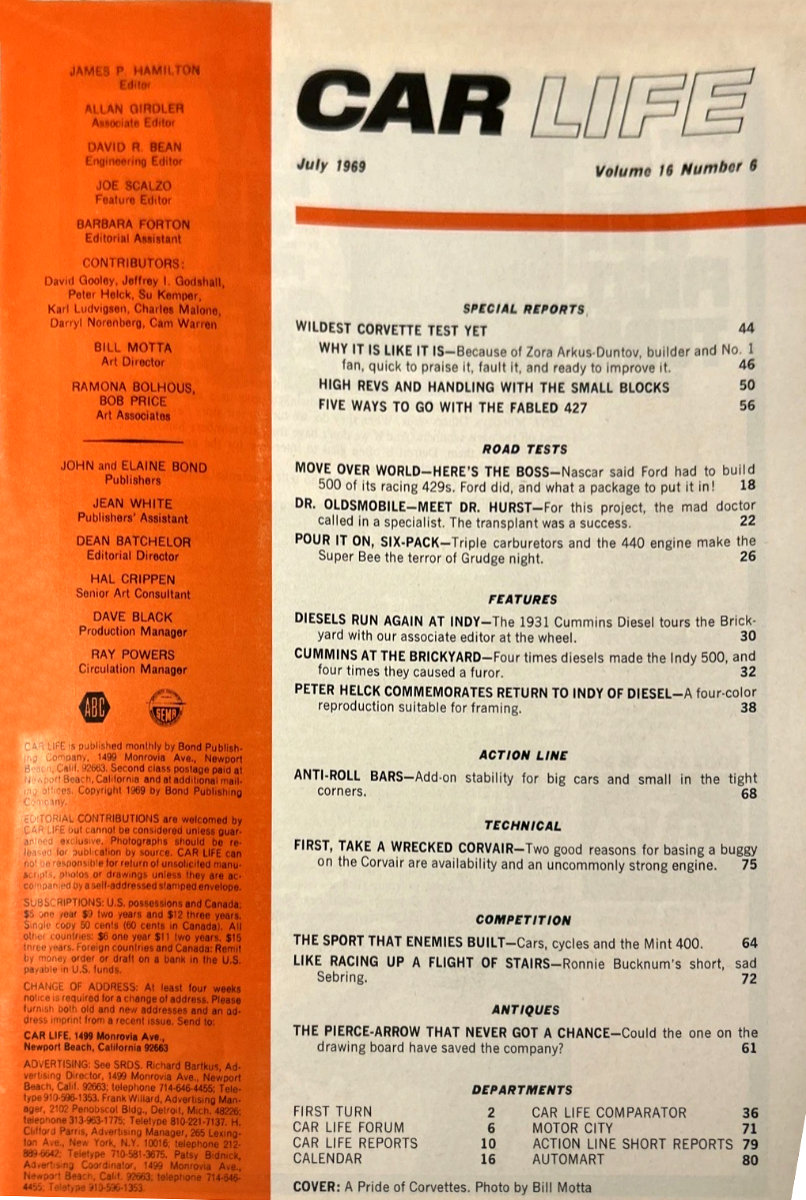 JAMES P. HAMILTON
Editor
ALLAN GIRDLER
Associate Editor
DAVID R. BEAN
Engineering Editor
JOE SCALZO
Feature Editor
BARBARA FORTON
Editorial Assistant
CONTRIBUTORS:
David Gooley, Jeffrey I. Godshall,
Peter Helck, Su Kemper,
Karl Ludvigsen, Charles Malone,
Darryl Norenberg, Cam Warren
BILL MOTTA
Art Director
RAMONA BOLHOUS,
BOB PRICE
Art Associates
JOHN and ELAINE BOND
Publishers
JEAN WHITE
Publishers' Assistant
DEAN BATCHELOR
Editorial Director
HAL CRIPPEN
Senior Art Consultant
DAVE BLACK
Production Manager
RAY POWERS
Circulation Manager
ABC
SEMA
CAR LIFE is published monthly by Bond Publish-
ing Company, 1499 Monrovia Ave., Newport
Beach, Calif. 92663. Second class postage paid at
Newport Beach, California and at additional mail-
ing offices. Copyright 1969 by Bond Publishing
Company.
EDITORIAL CONTRIBUTIONS are welcomed by
CAR LIFE but cannot be considered unless guar-
anteed exclusive. Photographs should be re-
leased for publication by source. CAR LIFE can
not be responsible for return of unsolicited manu-
scripts, photos or drawings unless they are ac-
companied by a self-addressed stamped envelope.
SUBSCRIPTIONS: U.S. possessions and Canada;
$5 one year $9 two years and $12 three years.
Single copy 50 cents (60 cents in Canada). All
other countries: $6 one year $11 two years, $15
three years. Foreign countries and Canada: Remit
by money order or draft on a bank in the U.S.
payable in U.S. funds.
CHANGE OF ADDRESS: At least four weeks
notice is required for a change of address. Please
furnish both old and new addresses and an ad-
dress imprint from a recent issue. Send to:
CAR LIFE, 1499 Monrovia Ave.,
Newport Beach, California 92663
ADVERTISING: See SRDS. Richard Bartkus, Ad-
vertising Director, 1499 Monrovia Ave., Newport
Beach, Calif. 92663; telephone 714-646-4455; Tele-
type 910-596-1353. Frank Willard, Advertising Man-
ager, 2102 Penobscot Bldg., Detroit, Mich. 48226;
telephone 313-963-1775; Teletype 810-221-7137. H.
Clifford Parris, Advertising Manager, 265 Lexing-
ton Ave., New York, N.Y. 10016; telephone 212-
889-6642; Teletype 710-581-3675. Patsy Bidnick,
Advertising Coordinator, 1499 Monrovia Ave.,
Newport Beach, Calif. 92663; telephone 714-646-
4455; Teletype 910-596-1353.
CAR LIFE
July 1969 Volume 16 Number 6
SPECIAL REPORTS
WILDEST CORVETTE TEST YET 44
WHY IT IS LIKE IT IS—Because of Zora Arkus-Duntov, builder and No. 1
fan, quick to praise it, fault it, and ready to improve it. 46
HIGH REVS AND HANDLING WITH THE SMALL BLOCKS 50
FIVE WAYS TO GO WITH THE FABLED 427 56
ROAD TESTS
MOVE OVER WORLD—HERE'S THE BOSS—Nascar said Ford had to build
500 of its racing 429s. Ford did, and what a package to put it in! 18
DR. OLDSMOBILE—MEET DR. HURST—For this project, the mad doctor
called in a specialist. The transplant was a success. 22
POUR IT ON, SIX-PACK—Triple carburetors and the 440 engine make the
Super Bee the terror of Grudge night. 26
FEATURES
DIESELS RUN AGAIN AT INDY—The 1931 Cummins Diesel tours the Brick-
yard with our associate editor at the wheel. 30
CUMMINS AT THE BRICKYARD—Four times diesels made the Indy 500, and
four times they caused a furor. 32
PETER HELCK COMMEMORATES RETURN TO INDY OF DIESEL—A four-color
reproduction suitable for framing. 38
ACTION LINE
ANTI-ROLL BARS—Add-on stability for big cars and small in the tight
corners. 68
TECHNICAL
FIRST, TAKE A WRECKED CORVAIR—Two good reasons for basing a buggy
on the Corvair are availability and an uncommonly strong engine. 75
COMPETITION
THE SPORT THAT ENEMIES BUILT—Cars, cycles and the Mint 400. 64
LIKE RACING UP A FLIGHT OF STAIRS—Ronnie Bucknum's short, sad
Sebring. 72
ANTIQUES
THE PIERCE-ARROW THAT NEVER GOT A CHANCE—Could the one on the
drawing board have saved the company? 61
DEPARTMENTS
FIRST TURN 2 CAR LIFE COMPARATOR 36
CAR LIFE FORUM 6 MOTOR CITY 71
CAR LIFE REPORTS 10 ACTION LINE SHORT REPORTS 79
CALENDAR 16 AUTOMART 80
COVER: A Pride of Corvettes. Photo by Bill Motta